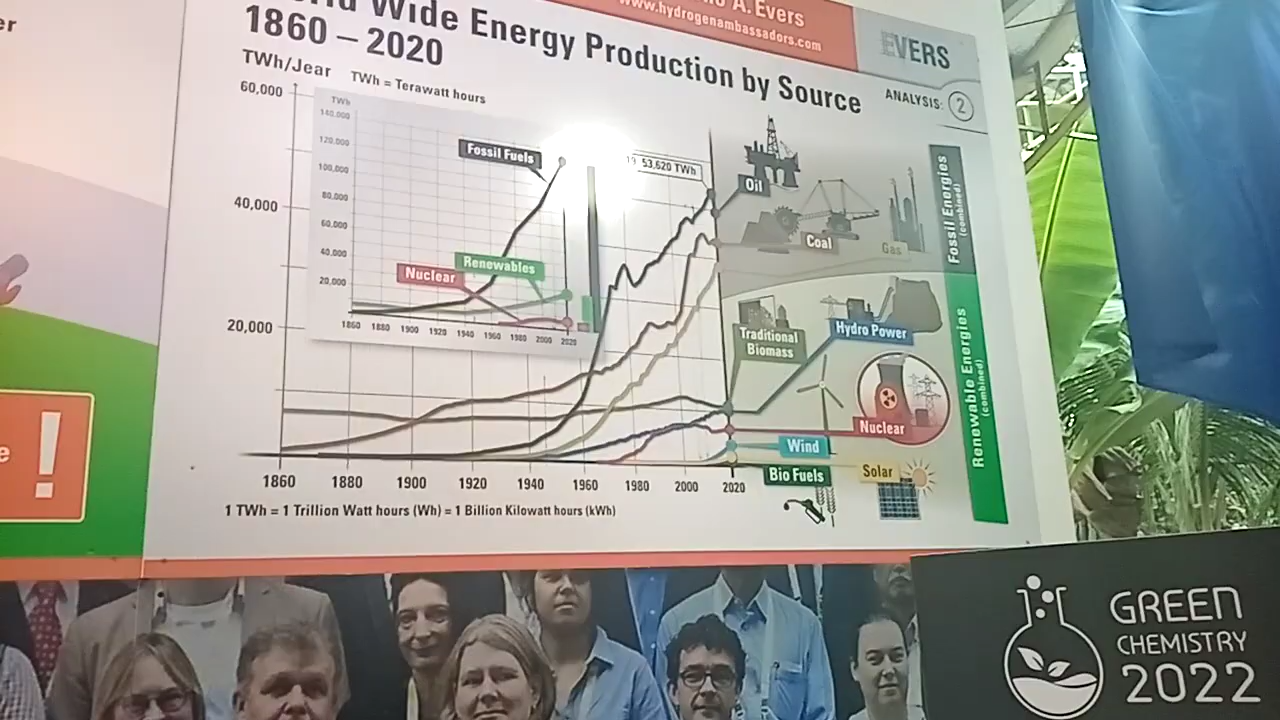 A. Evers
www.hydrogenambassadors.com
Wide Energy Production by Source
1860 – 2020
EVERS
ANALYSIS: 2
TWh/Jear
TWh = Terawatt hours
60,000
40,000
20,000
TWh
140,000
120,000
100,000
80,000
60,000
40,000
20,000
Fossil Fuels
Renewables
Nuclear
1860 1880 1900 1920 1940 1960 1980 2000 2020
53,620 TWh
Oil
Coal
Gas
Traditional
Biomass
Hydro Power
Nuclear
Wind
Solar
Bio Fuels
Fossil Energies
(combined)
Renewable Energies
(combined)
1860 1880 1900 1920 1940 1960 1980 2000 2020
1 TWh = 1 Trillion Watt hours (Wh) = 1 Billion Kilowatt hours (kWh)
!
GREEN
CHEMISTRY
2022